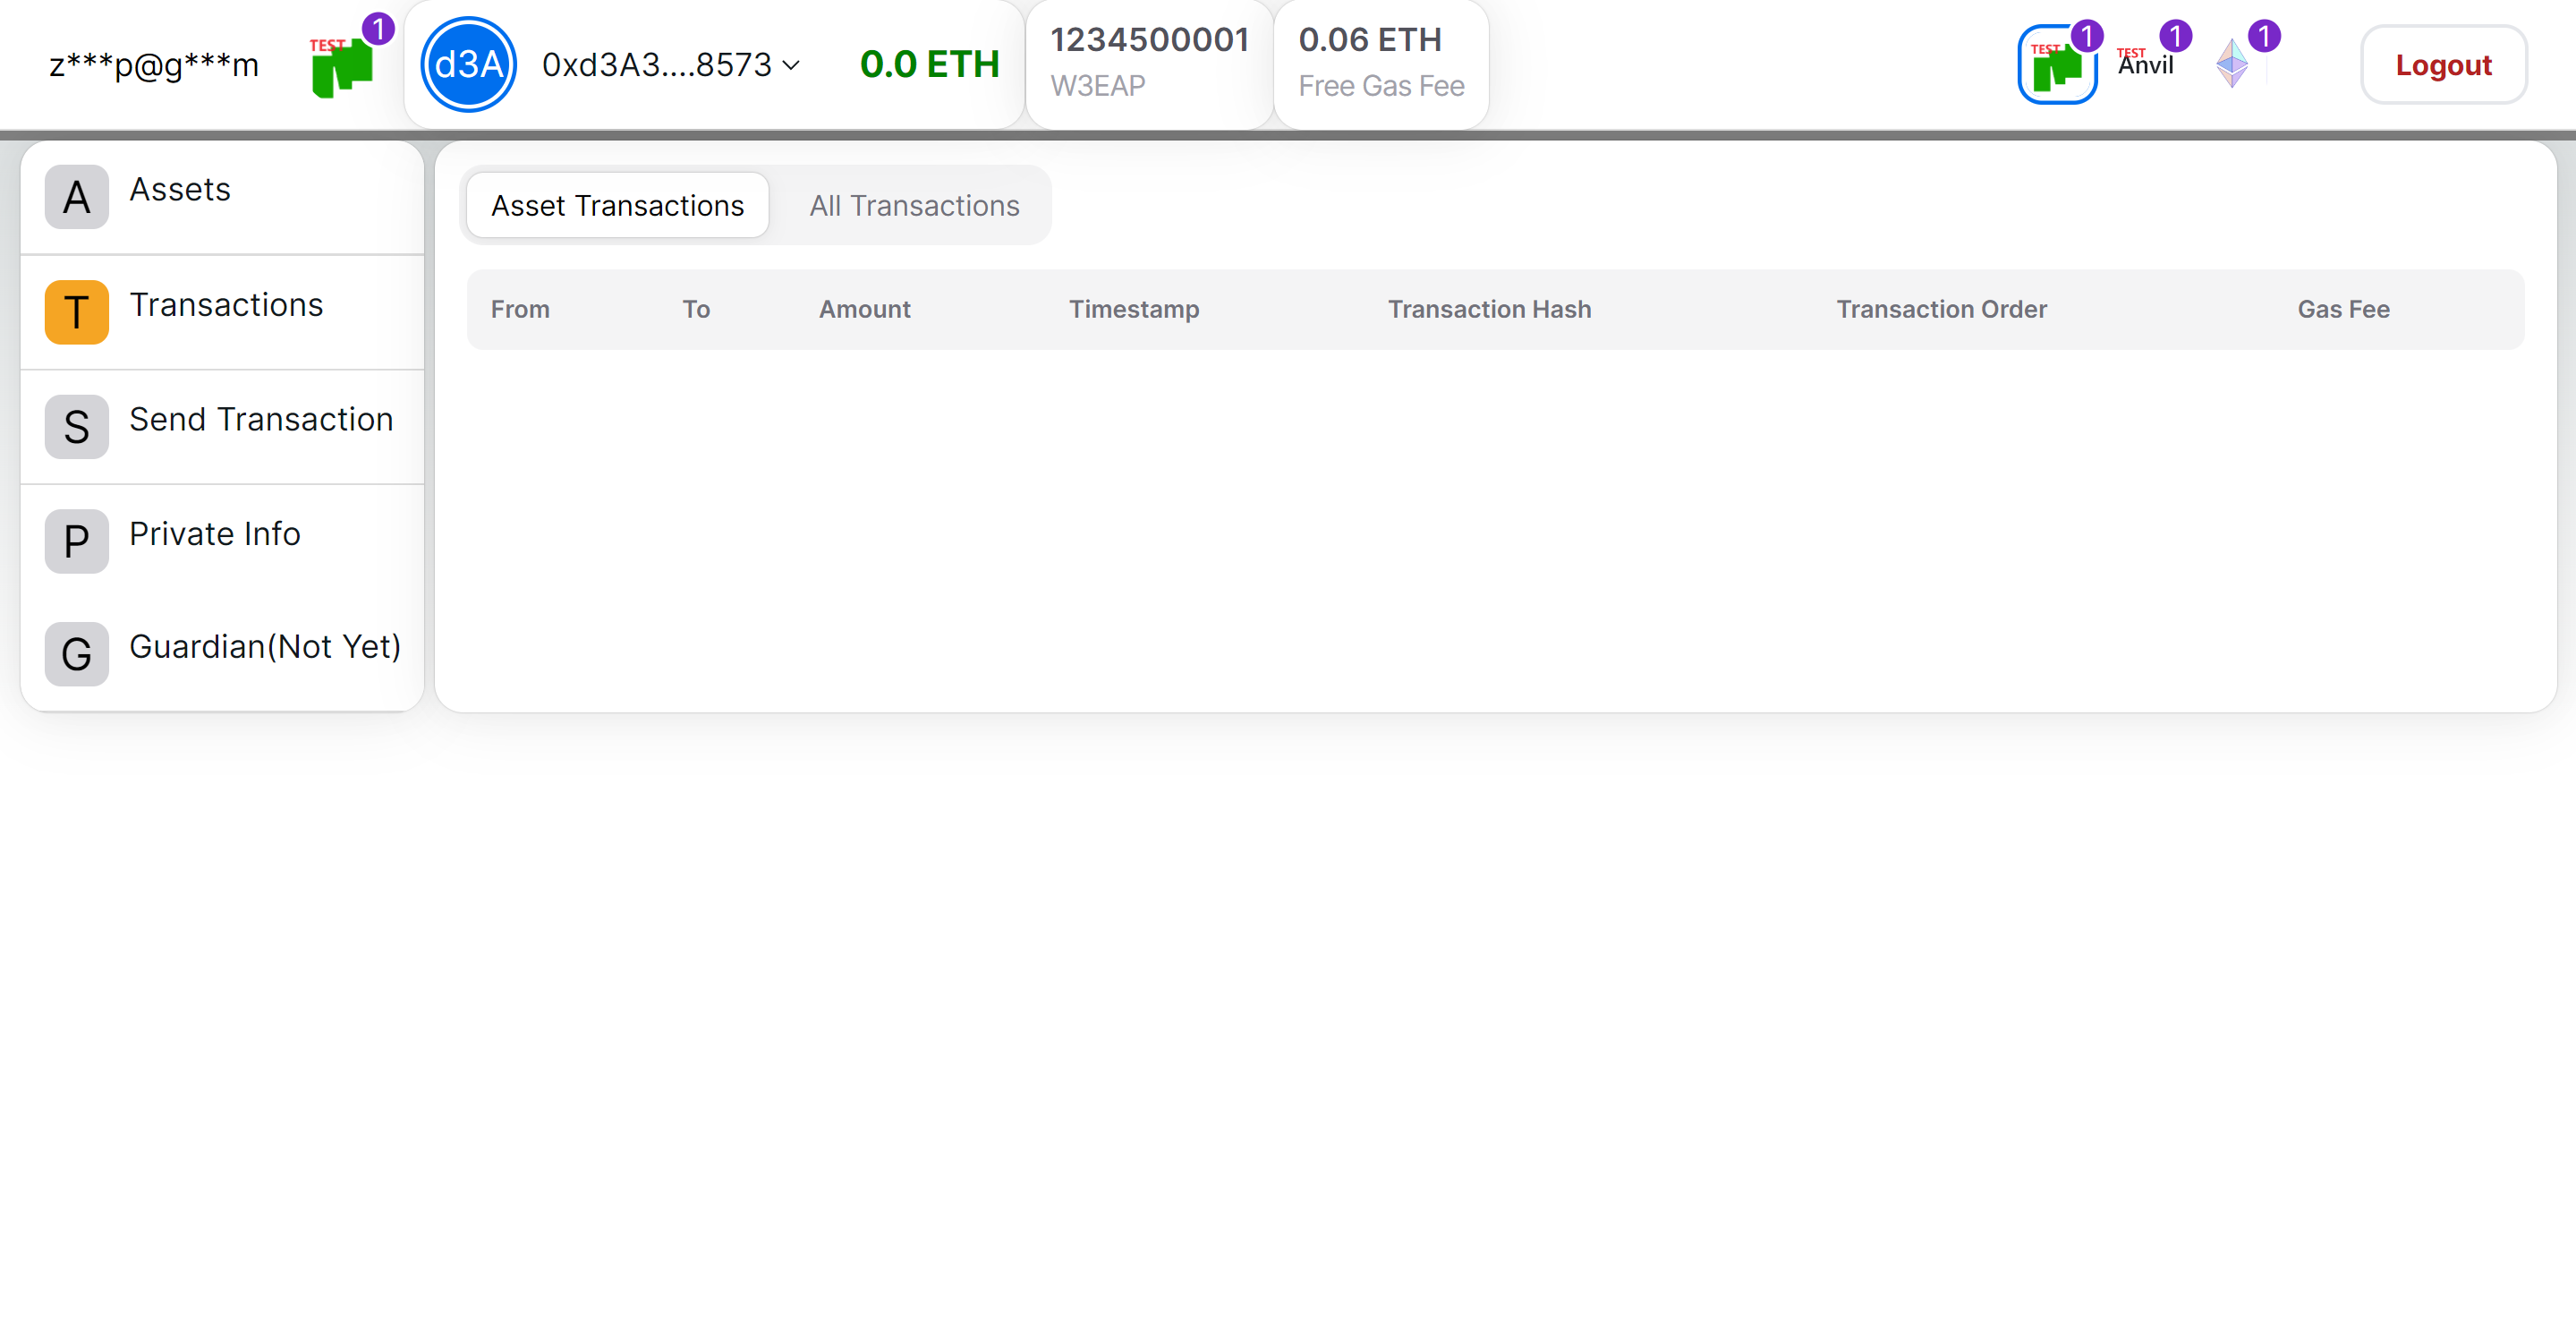 z***p@g***m
TEST
1
d3A
0xd3A3....8573
0.0 ETH
1234500001
W3EAP
0.06 ETH
Free Gas Fee
TEST
1
TEST
Anvil
1
1
Logout
A
Assets
T
Transactions
S
Send Transaction
P
Private Info
G
Guardian(Not Yet)
Asset Transactions
All Transactions
From
To
Amount
Timestamp
Transaction Hash
Transaction Order
Gas Fee